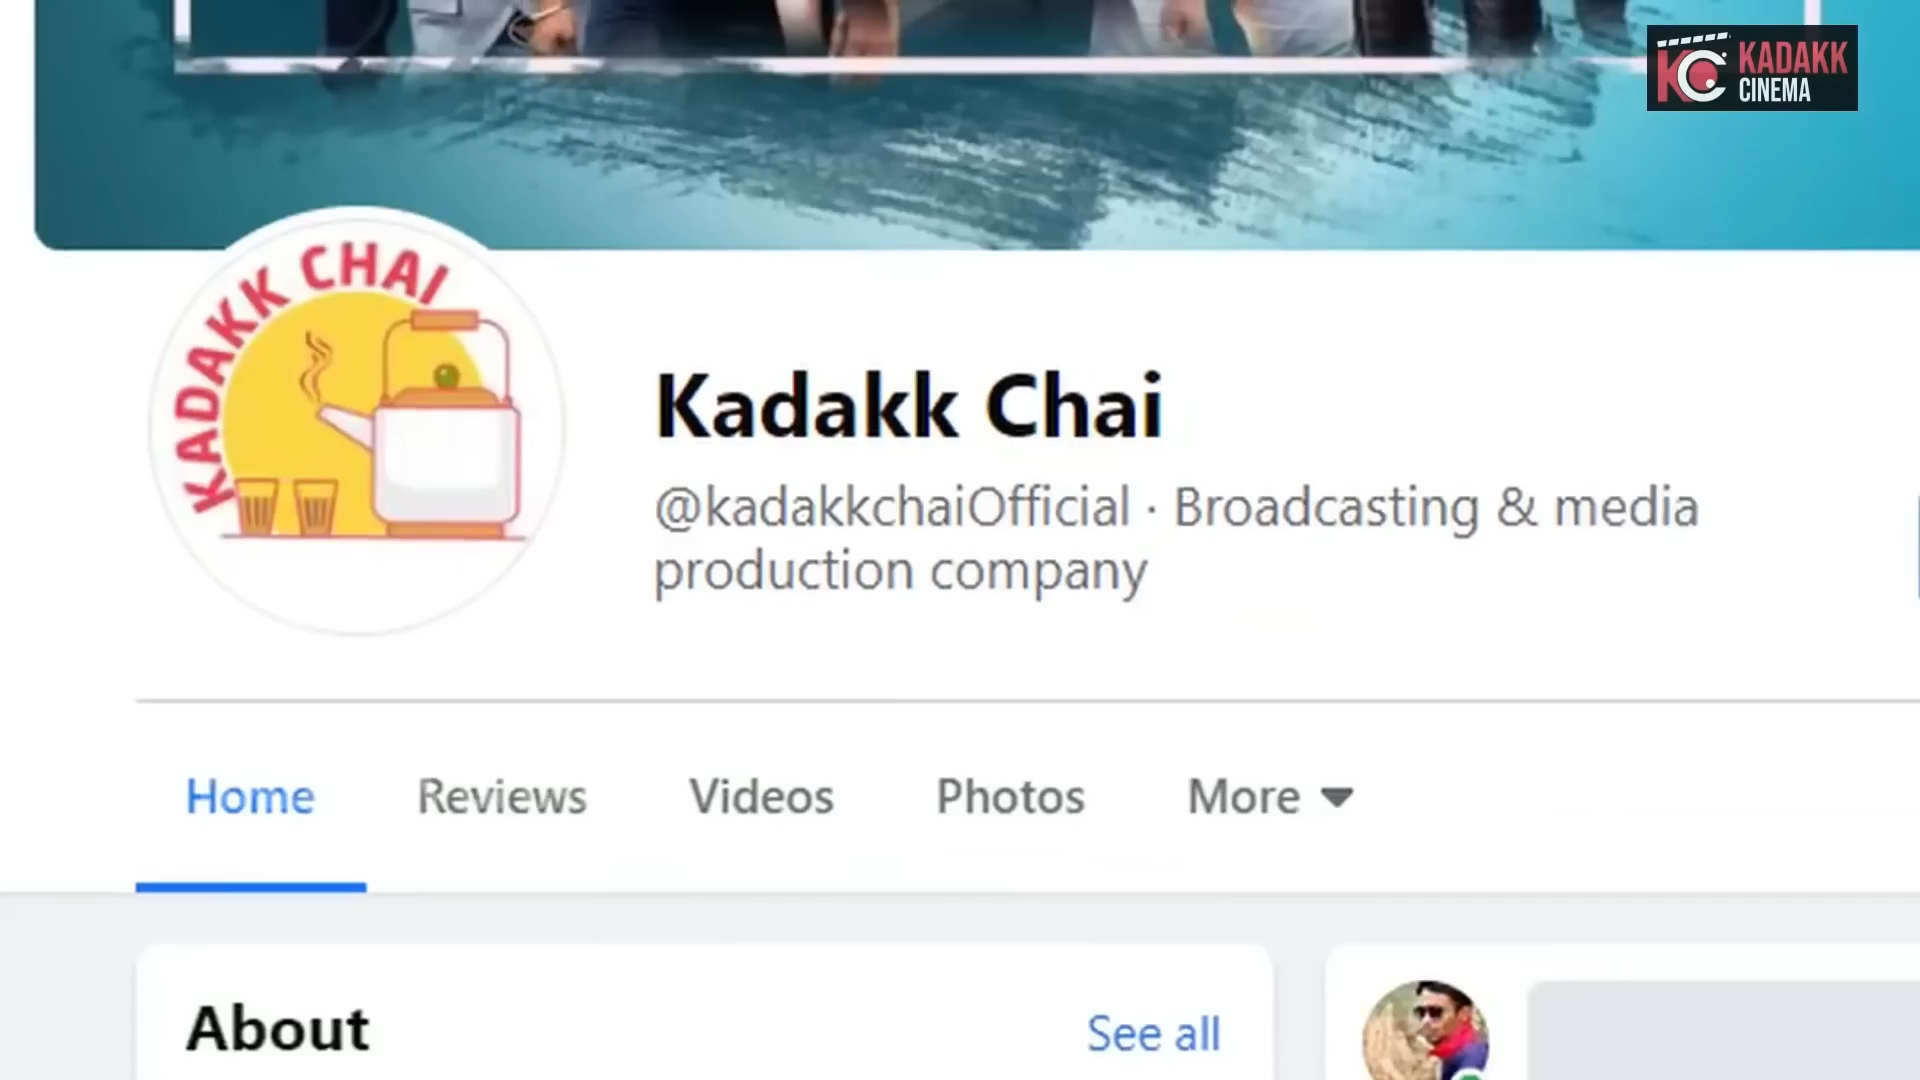 KADAKK
CINEMA
KADAKK CHAI
Kadakk Chai
@kadakkchaiOfficial · Broadcasting & media
production company
Home Reviews Videos Photos More
About See all